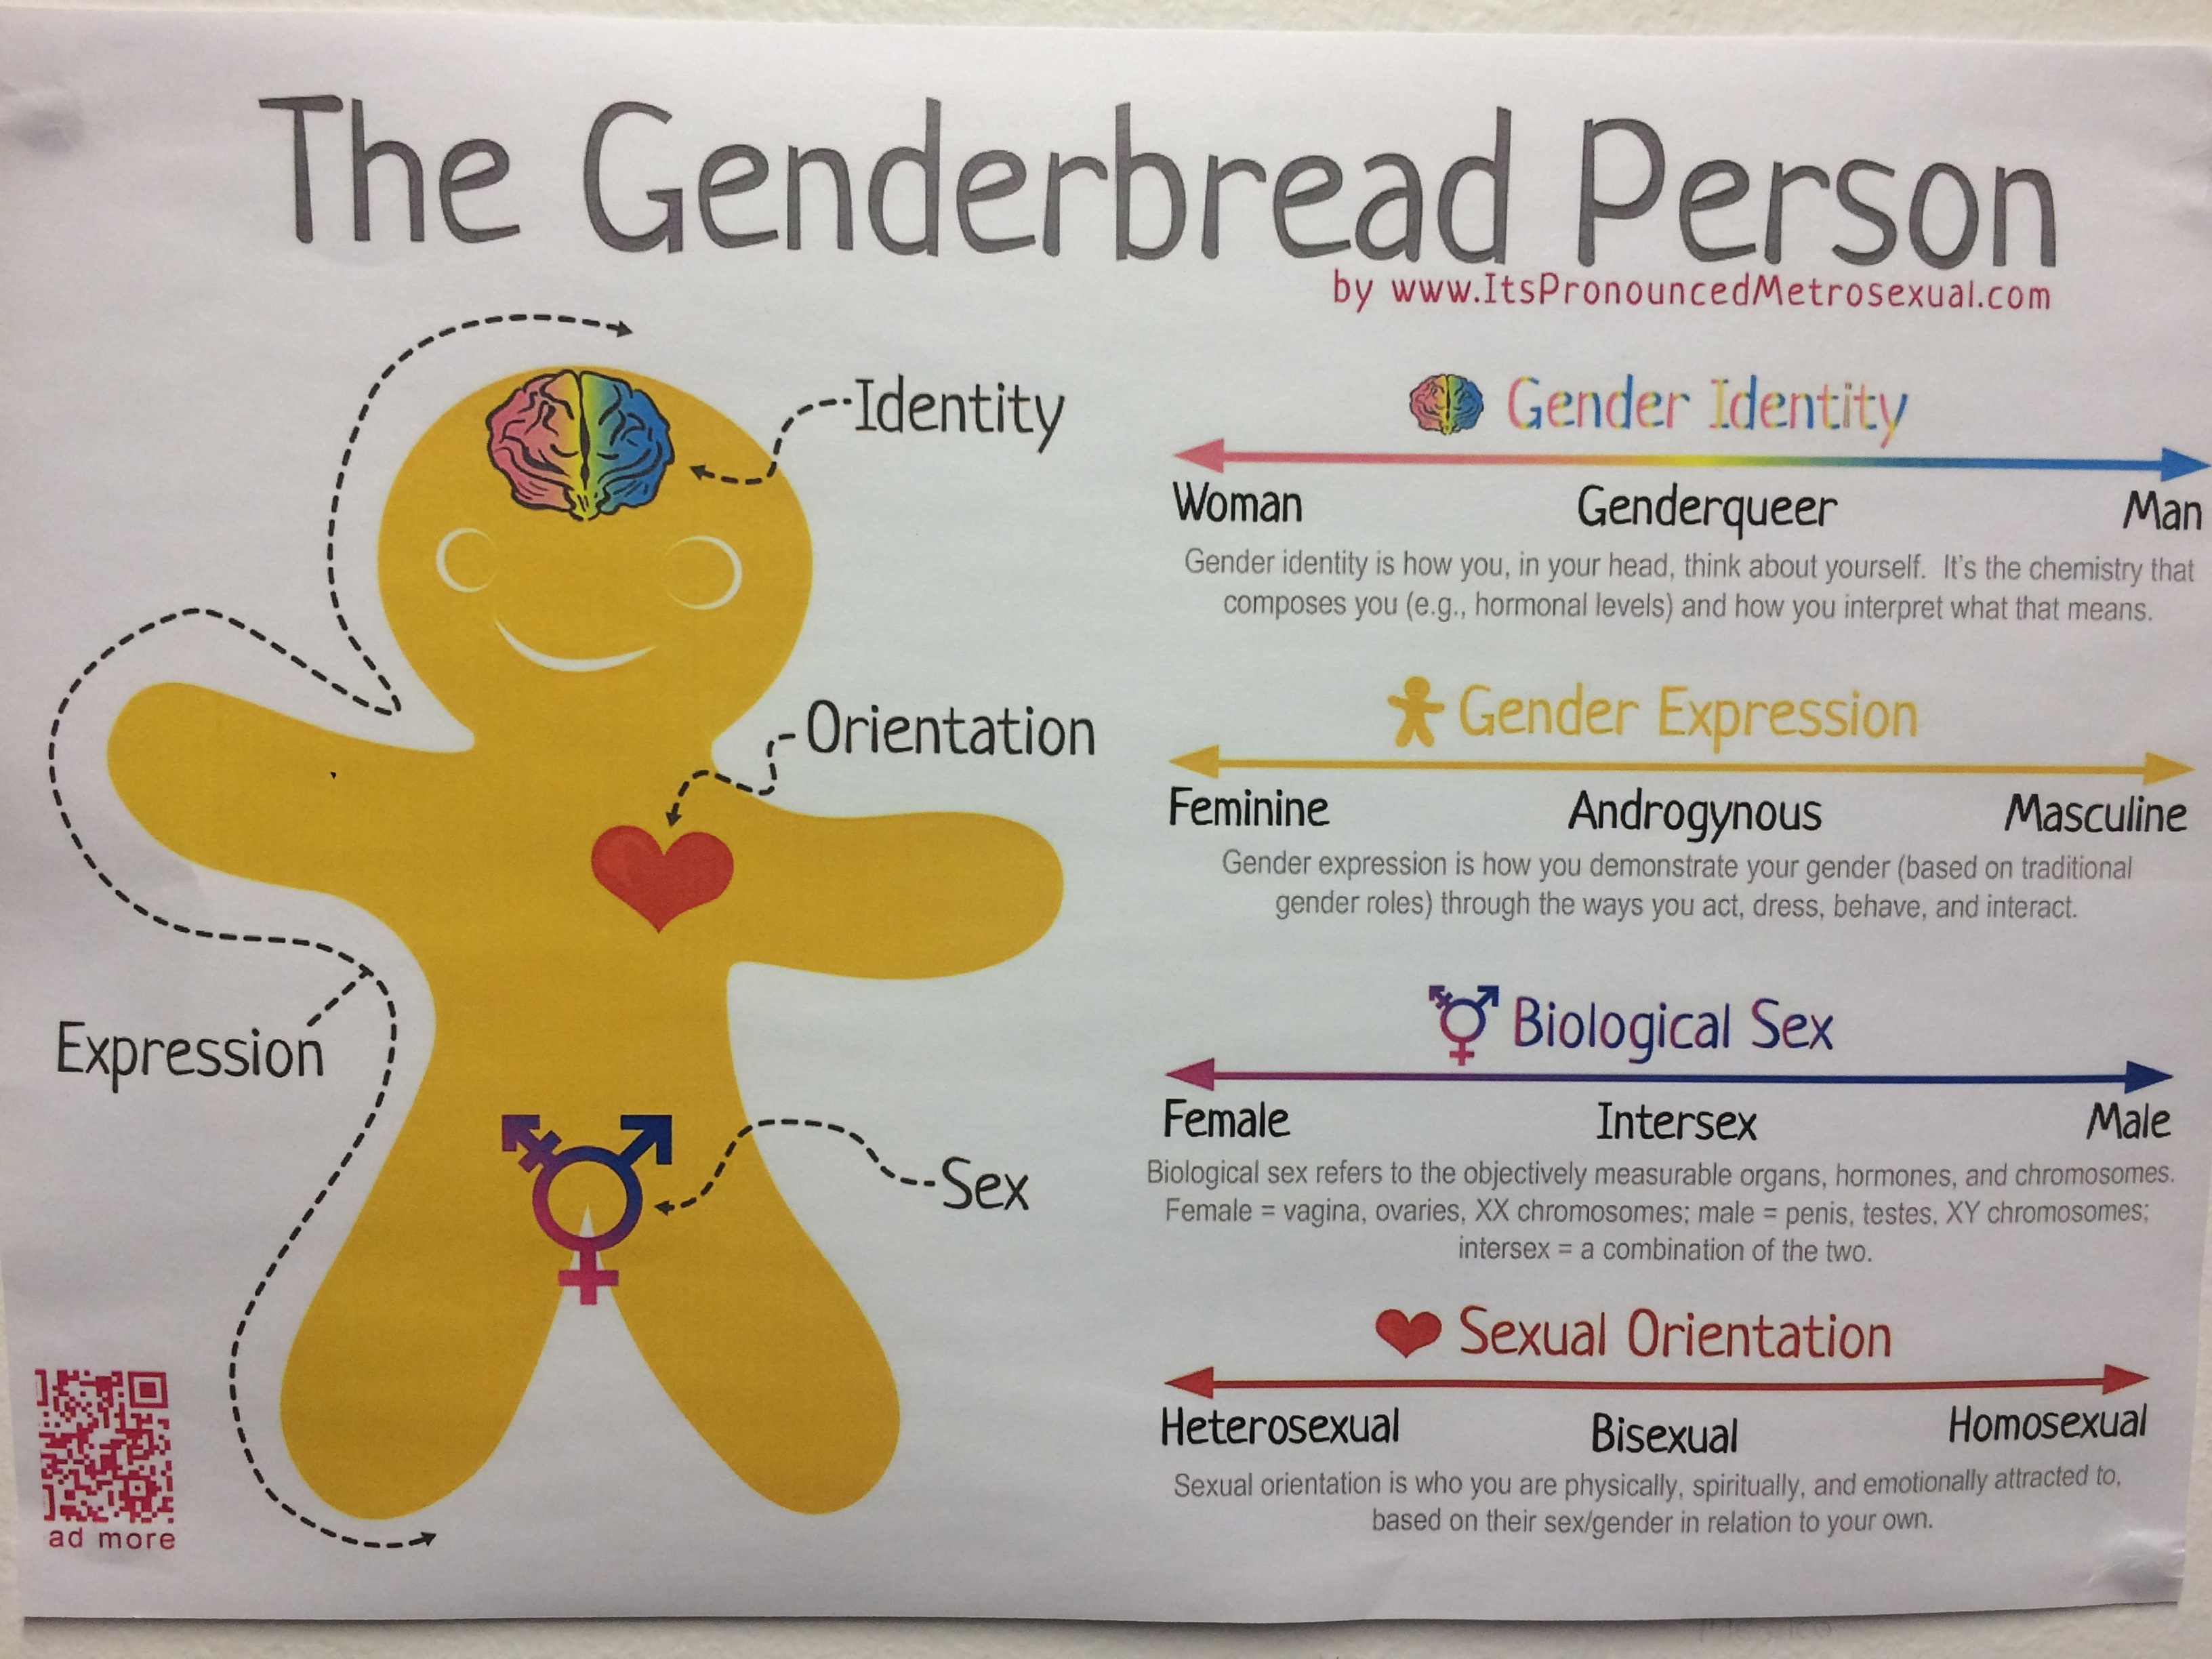 The Genderbread Person
by www.ItsPronouncedMetrosexual.com
Identity
Orientation
Expression
Sex
Gender Identity
Woman Genderqueer Man
Gender identity is how you, in your head, think about yourself. It's the chemistry that
composes you (e.g., hormonal levels) and how you interpret what that means.
Gender Expression
Feminine Androgynous Masculine
Gender expression is how you demonstrate your gender (based on traditional
gender roles) through the ways you act, dress, behave, and interact.
Biological Sex
Female Intersex Male
Biological sex refers to the objectively measurable organs, hormones, and chromosomes.
Female = vagina, ovaries, XX chromosomes; male = penis, testes, XY chromosomes;
intersex = a combination of the two.
Sexual Orientation
Heterosexual Bisexual Homosexual
Sexual orientation is who you are physically, spiritually, and emotionally attracted to,
based on their sex/gender in relation to your own.
ad more